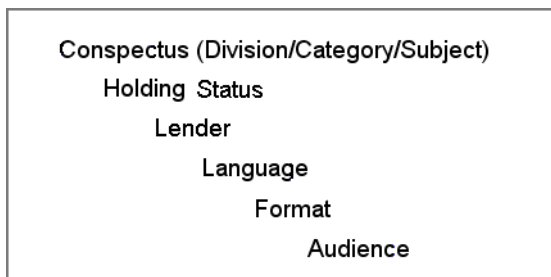 Conspectus (Division/Category/Subject)
Holding Status
Lender
Language
Format
Audience